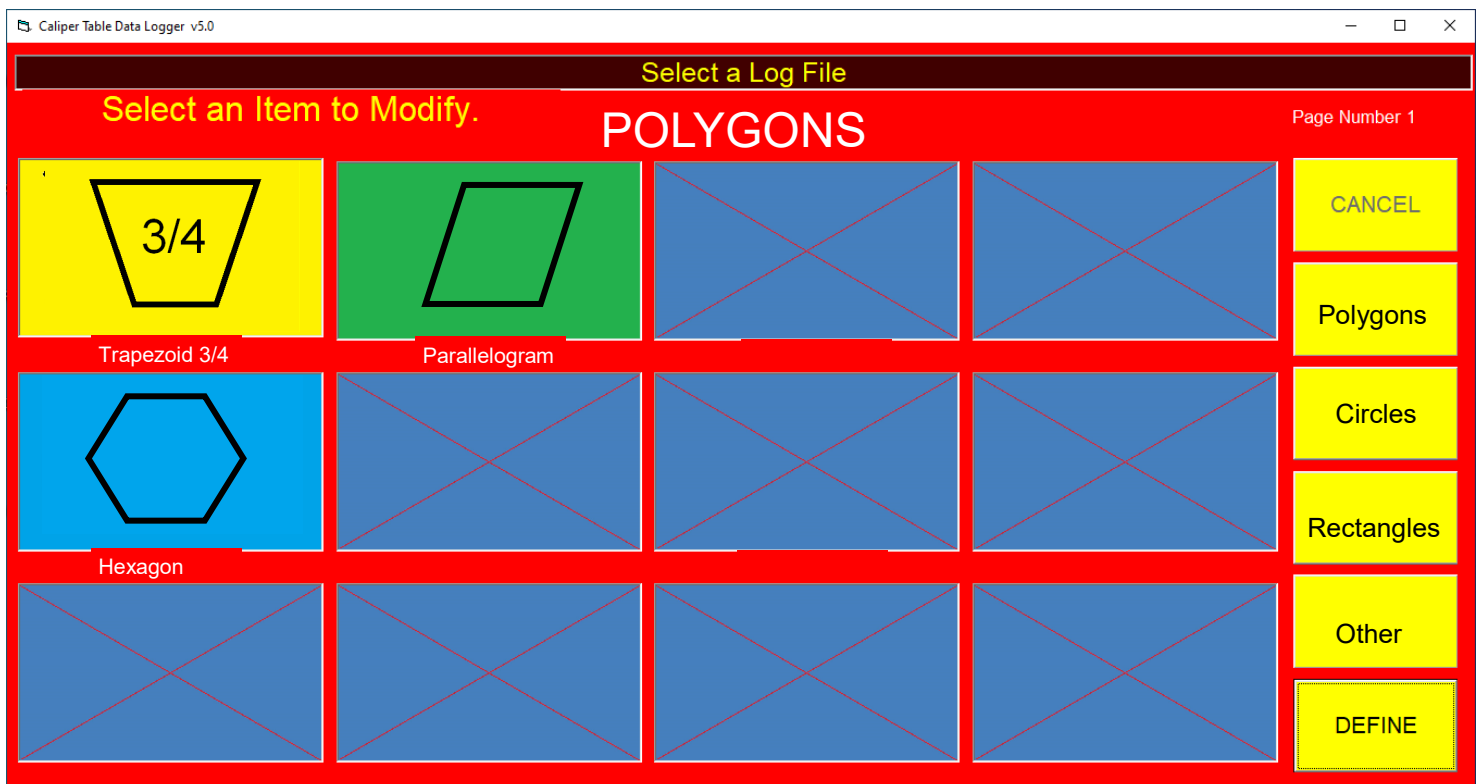 Caliper Table Data Logger v5.0
Select a Log File
Select an Item to Modify.
POLYGONS
Page Number 1
3/4
Trapezoid 3/4
Parallelogram
Hexagon
CANCEL
Polygons
Circles
Rectangles
Other
DEFINE